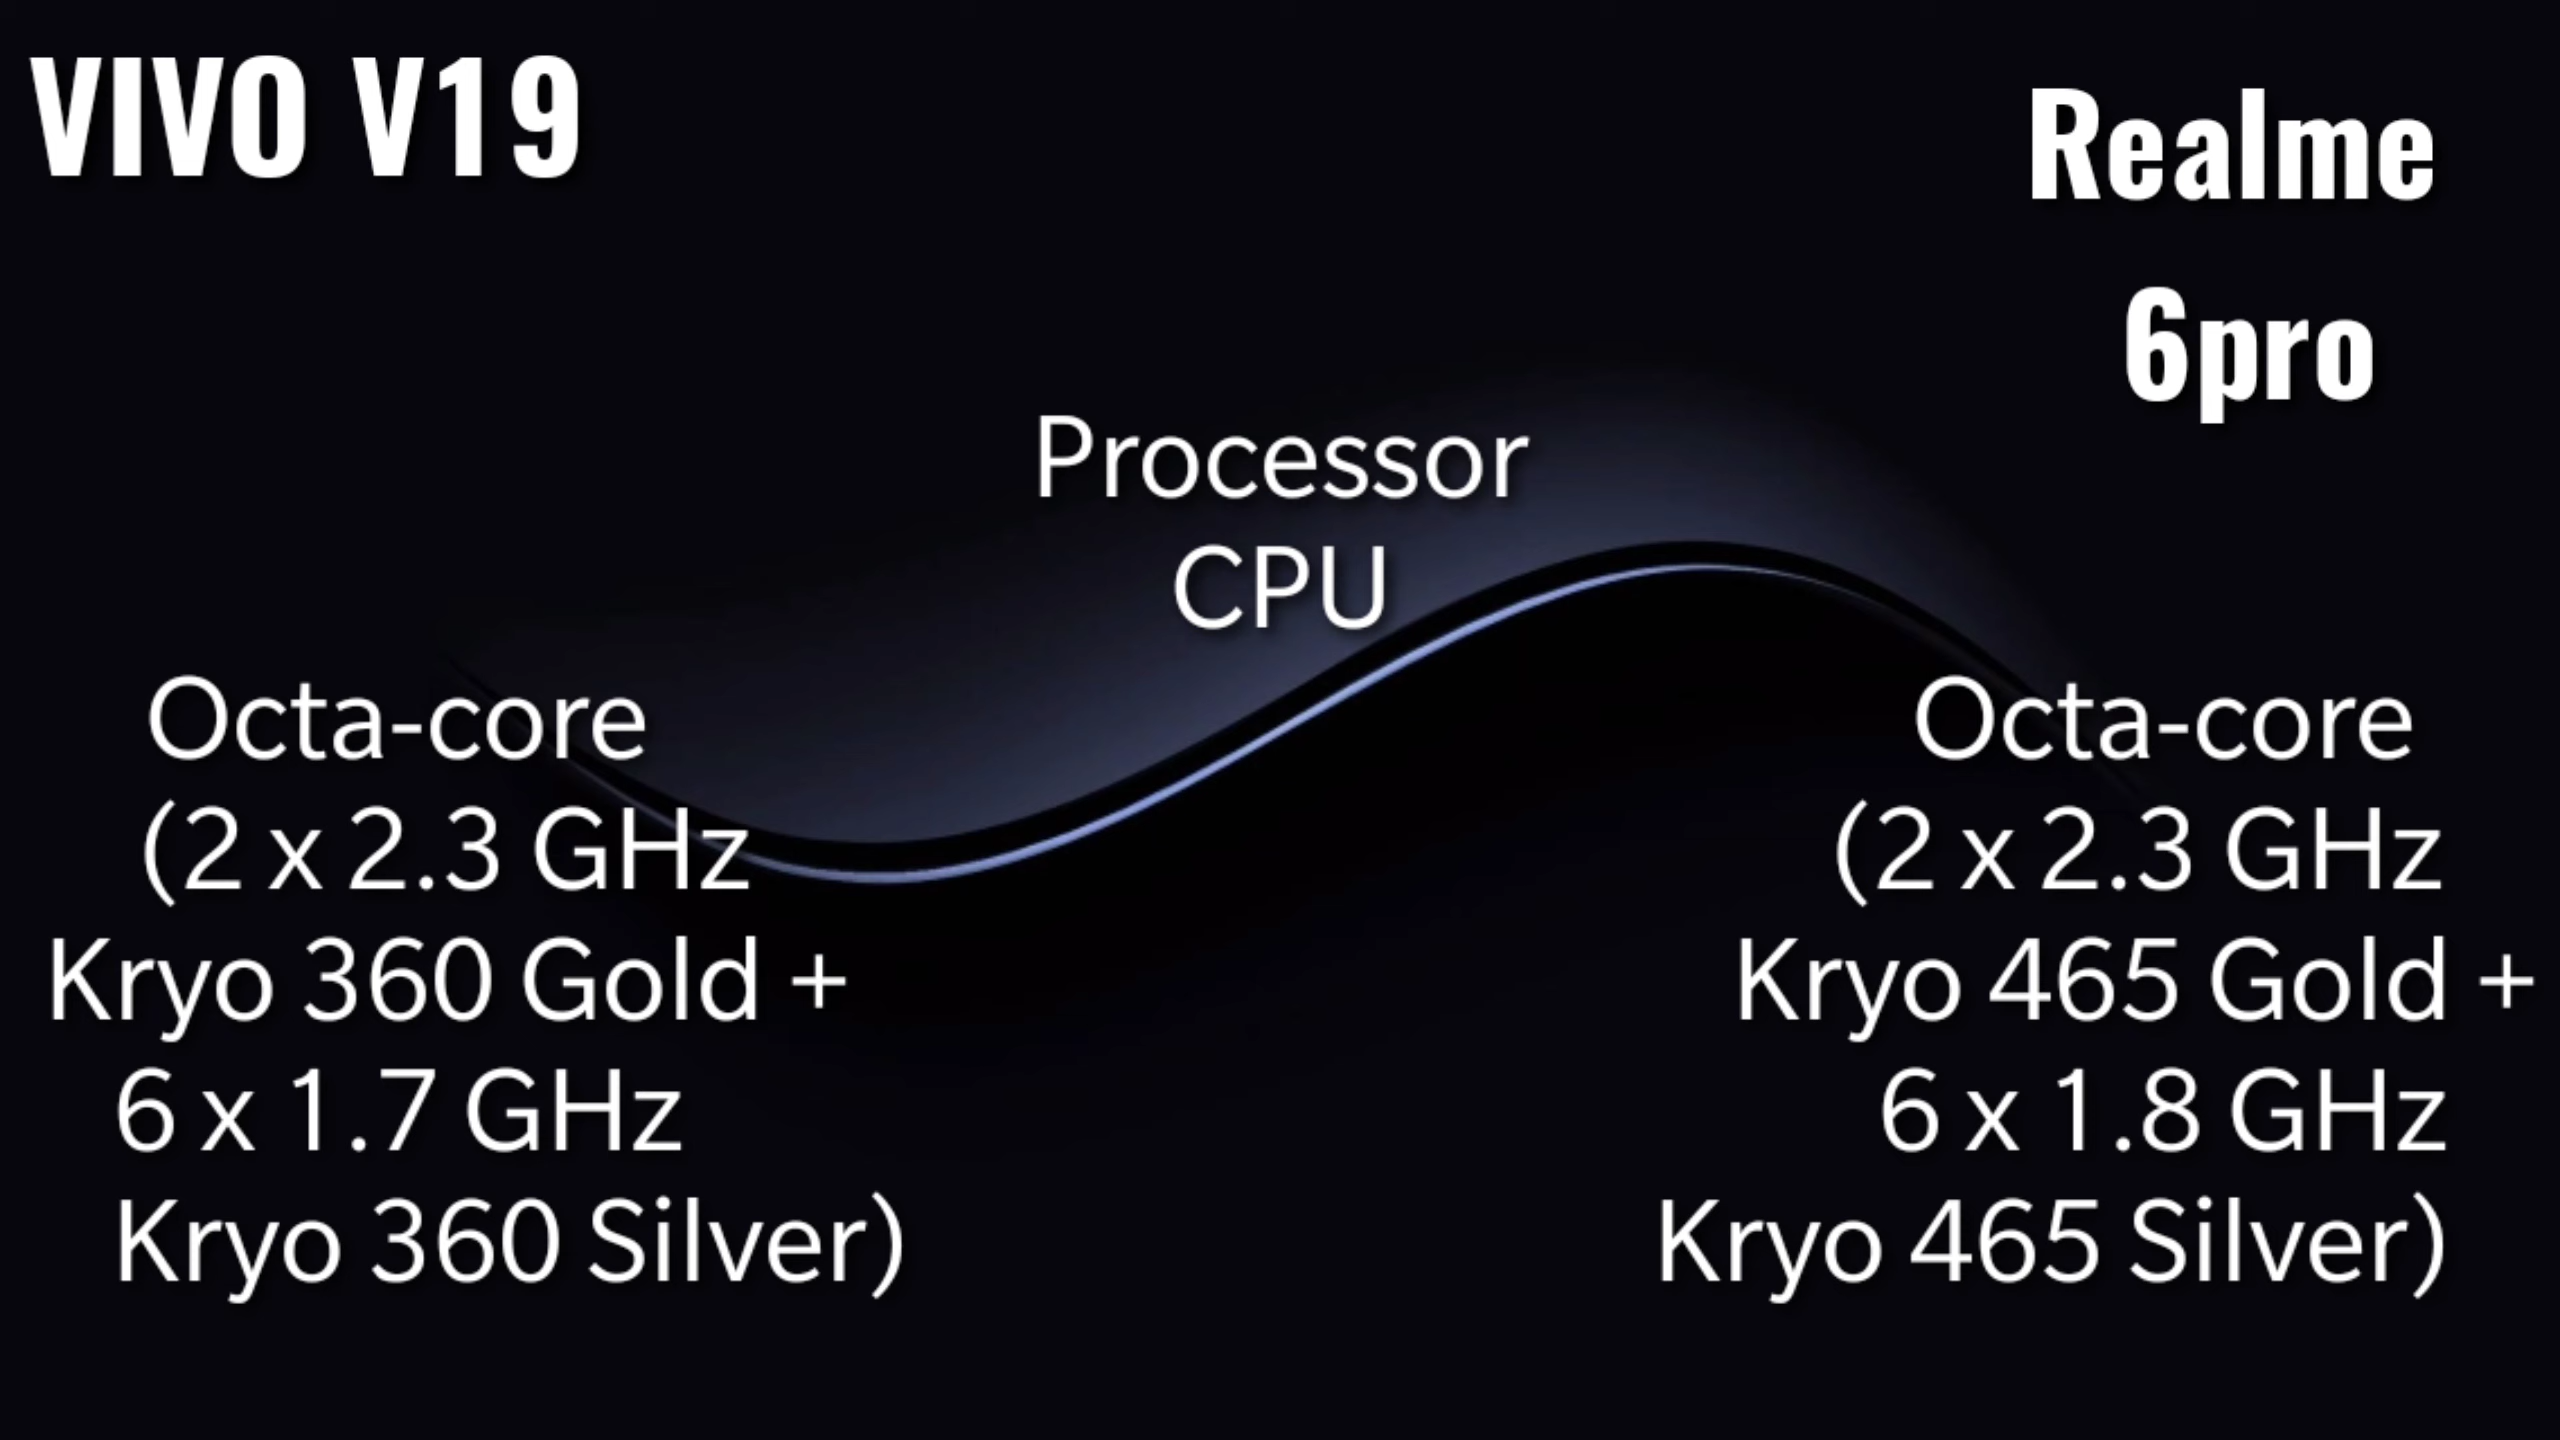 VIVO V19
Realme
6pro
Processor
CPU
Octa-core
(2 x 2.3 GHz
Kryo 360 Gold +
6 x 1.7 GHz
Kryo 360 Silver)
Octa-core
(2 x 2.3 GHz
Kryo 465 Gold +
6 x 1.8 GHz
Kryo 465 Silver)